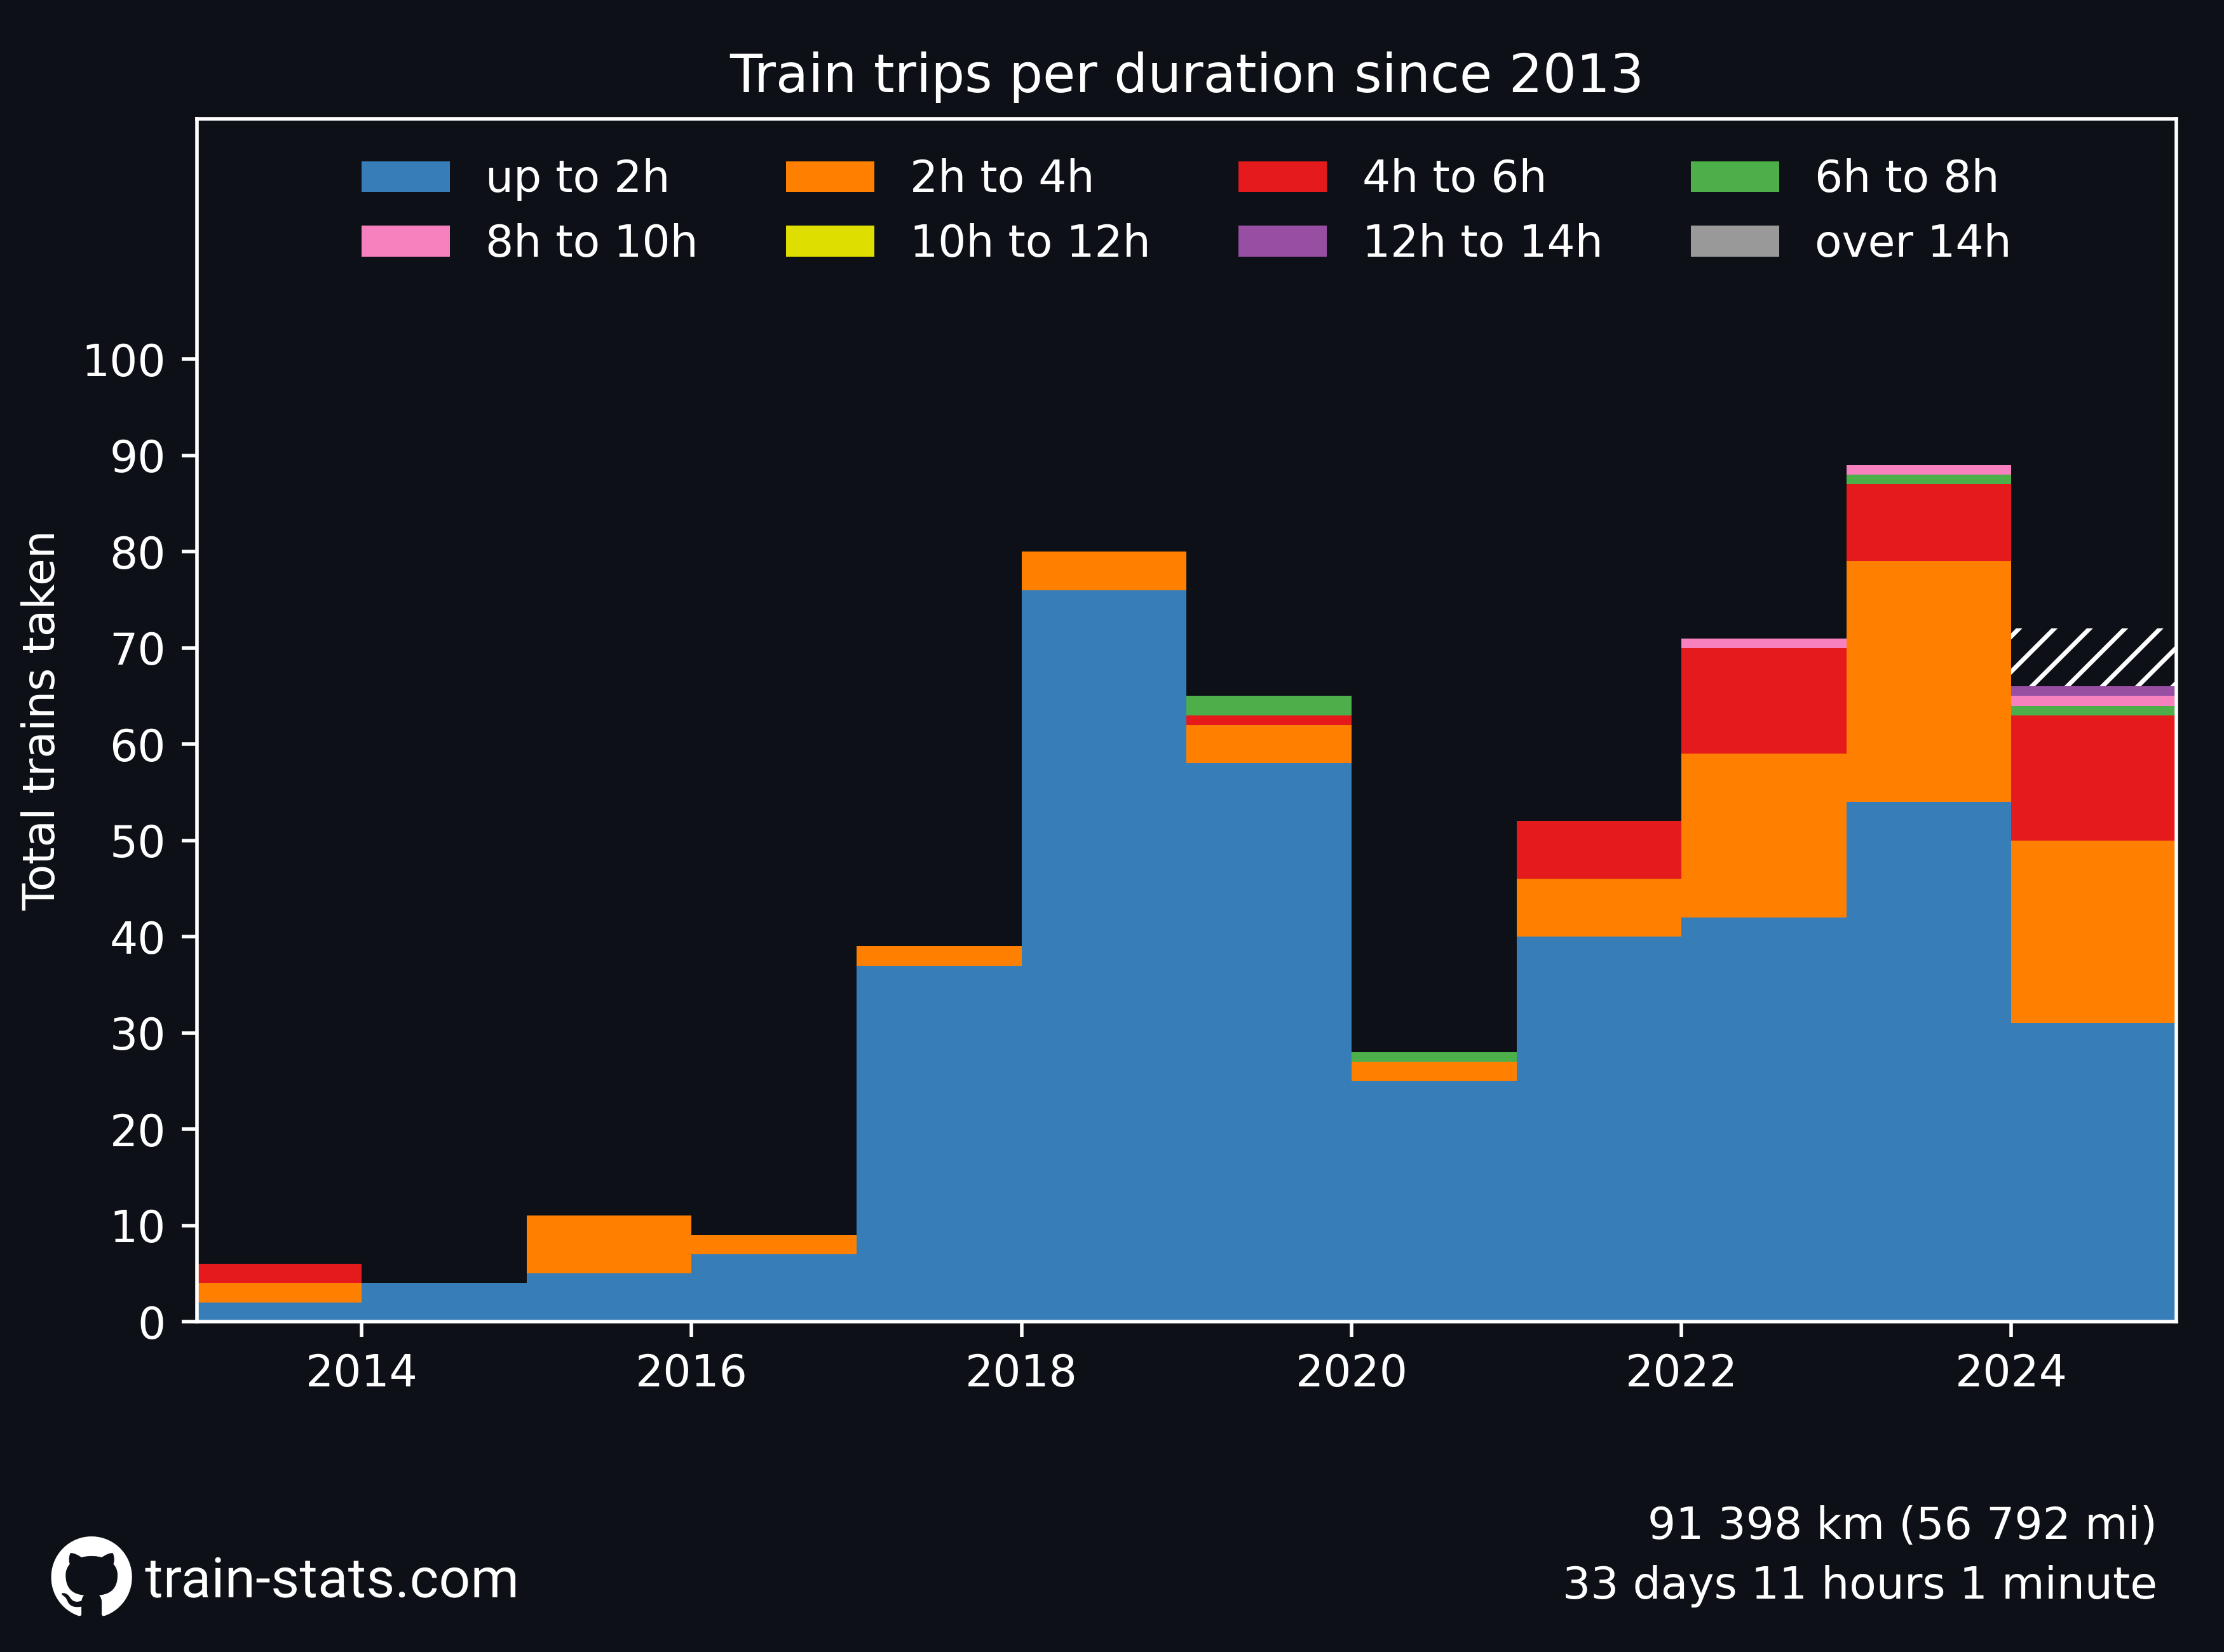 Train trips per duration since 2013
up to 2h 2h to 4h 4h to 6h 6h to 8h
8h to 10h 10h to 12h 12h to 14h over 14h
Total trains taken
100
90
80
70
60
50
40
30
20
10
0
2014 2016 2018 2020 2022 2024
91 398 km (56 792 mi)
33 days 11 hours 1 minute
train-stats.com